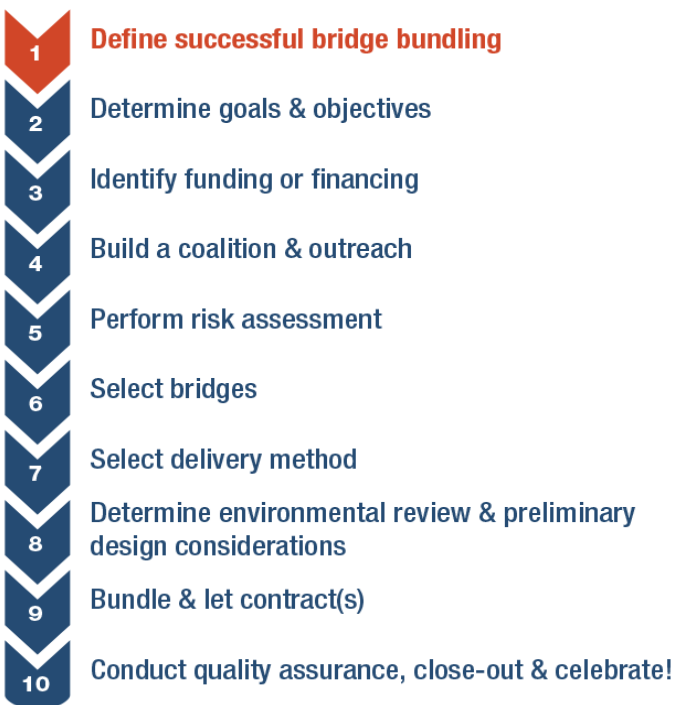 1 Define successful bridge bundling
2 Determine goals & objectives
3 Identify funding or financing
4 Build a coalition & outreach
5 Perform risk assessment
6 Select bridges
7 Select delivery method
8 Determine environmental review & preliminary
design considerations
9 Bundle & let contract(s)
10 Conduct quality assurance, close-out & celebrate!